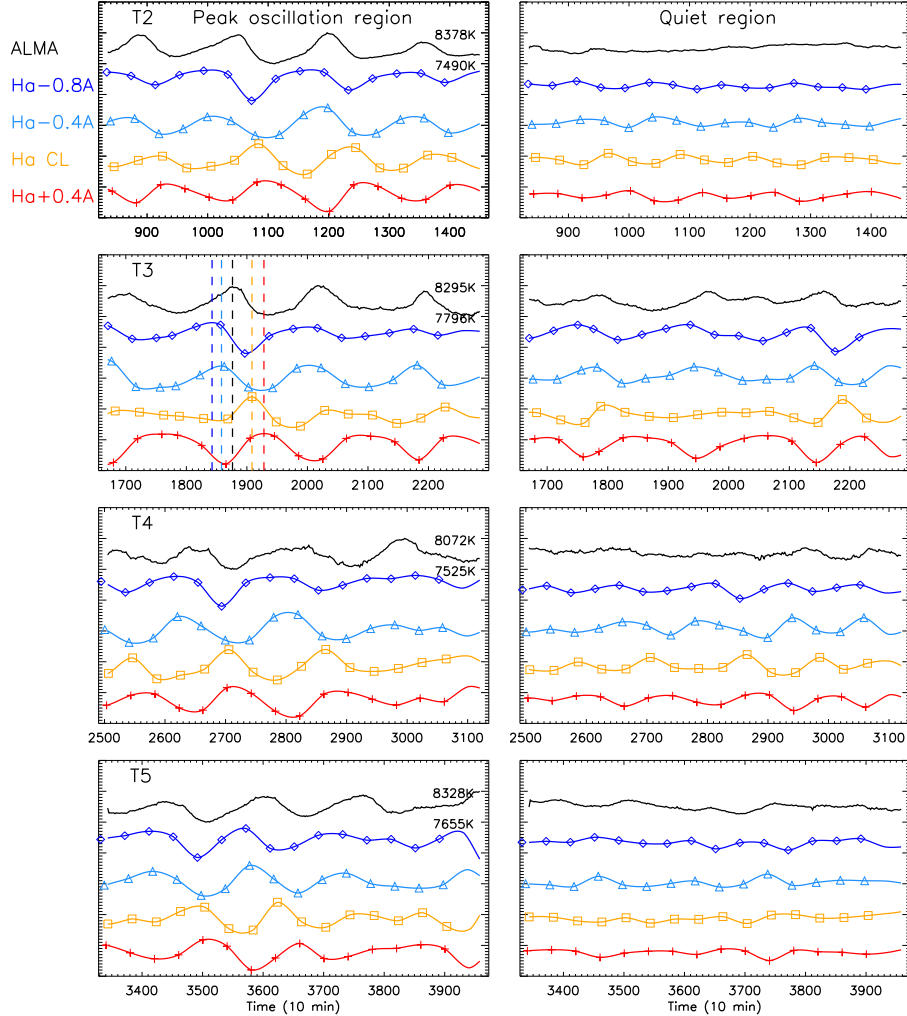 T2 Peak oscillation region Quiet region
ALMA 8378K
7490K
Ha−0.8A
Ha−0.4A
Ha CL
Ha+0.4A
900 1000 1100 1200 1300 1400 900 1000 1100 1200 1300 1400
T3
8295K
7796K
1700 1800 1900 2000 2100 2200 1700 1800 1900 2000 2100 2200
T4
8072K
7525K
2500 2600 2700 2800 2900 3000 3100 2500 2600 2700 2800 2900 3000 3100
T5
8328K
7655K
3400 3500 3600 3700 3800 3900 3400 3500 3600 3700 3800 3900
Time (10 min) Time (10 min)